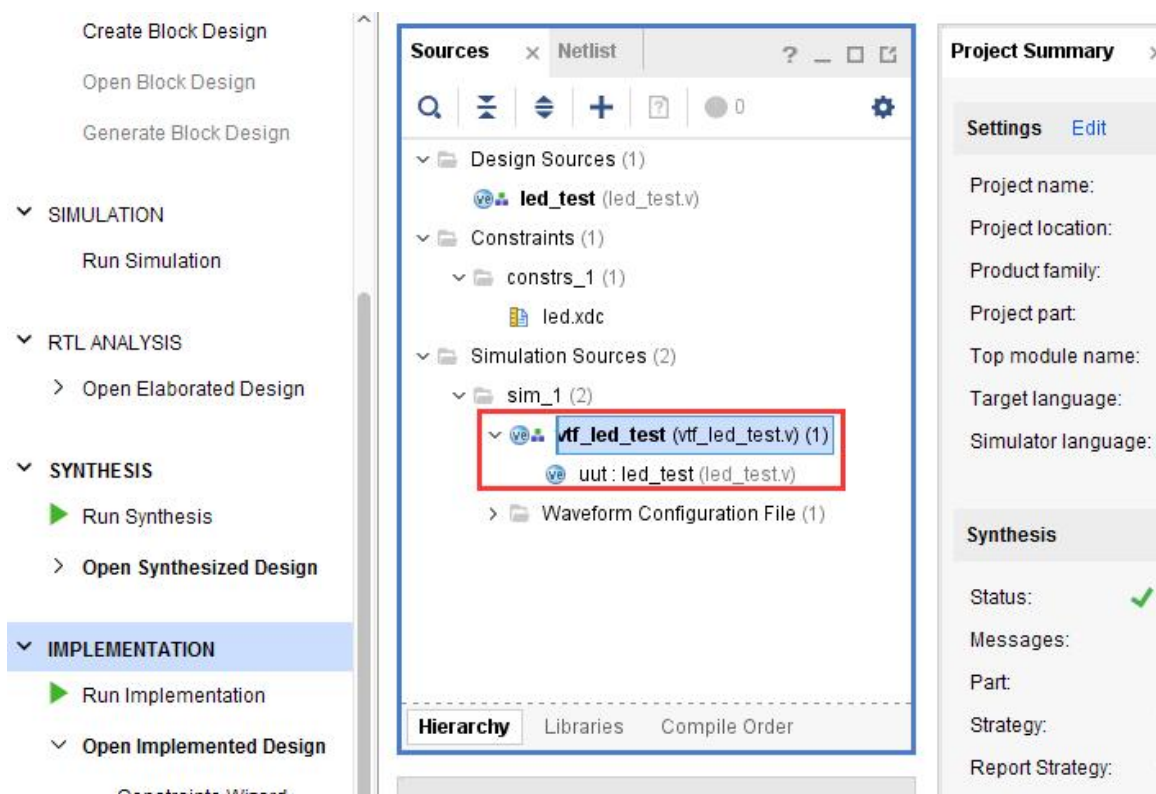 Create Block Design
Open Block Design
Generate Block Design
SIMULATION
Run Simulation
RTL ANALYSIS
Open Elaborated Design
SYNTHESIS
Run Synthesis
Open Synthesized Design
IMPLEMENTATION
Run Implementation
Open Implemented Design
Constraints Wizard
Sources
Netlist
0
Design Sources (1)
led_test (led_test.v)
Constraints (1)
constrs_1 (1)
led.xdc
Simulation Sources (2)
sim_1 (2)
vtf_led_test (vtf_led_test.v) (1)
uut : led_test (led_test.v)
Waveform Configuration File (1)
Hierarchy
Libraries
Compile Order
Project Summary
Settings Edit
Project name:
Project location:
Product family:
Project part:
Top module name:
Target language:
Simulator language:
Synthesis
Status:
Messages:
Part:
Strategy:
Report Strategy: